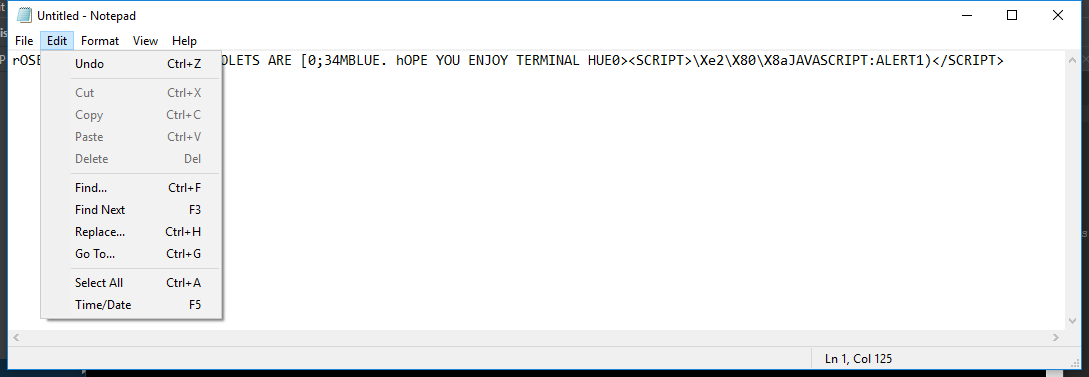 Untitled - Notepad
File Edit Format View Help
rOSE OLETS ARE [0;34MBLUE. hOPE YOU ENJOY TERMINAL HUE0><SCRIPT>\Xe2\X80\X8aJAVASCRIPT:ALERT1)</SCRIPT>
Undo Ctrl+Z
Cut Ctrl+X
Copy Ctrl+C
Paste Ctrl+V
Delete Del
Find... Ctrl+F
Find Next F3
Replace... Ctrl+H
Go To... Ctrl+G
Select All Ctrl+A
Time/Date F5
Ln 1, Col 125